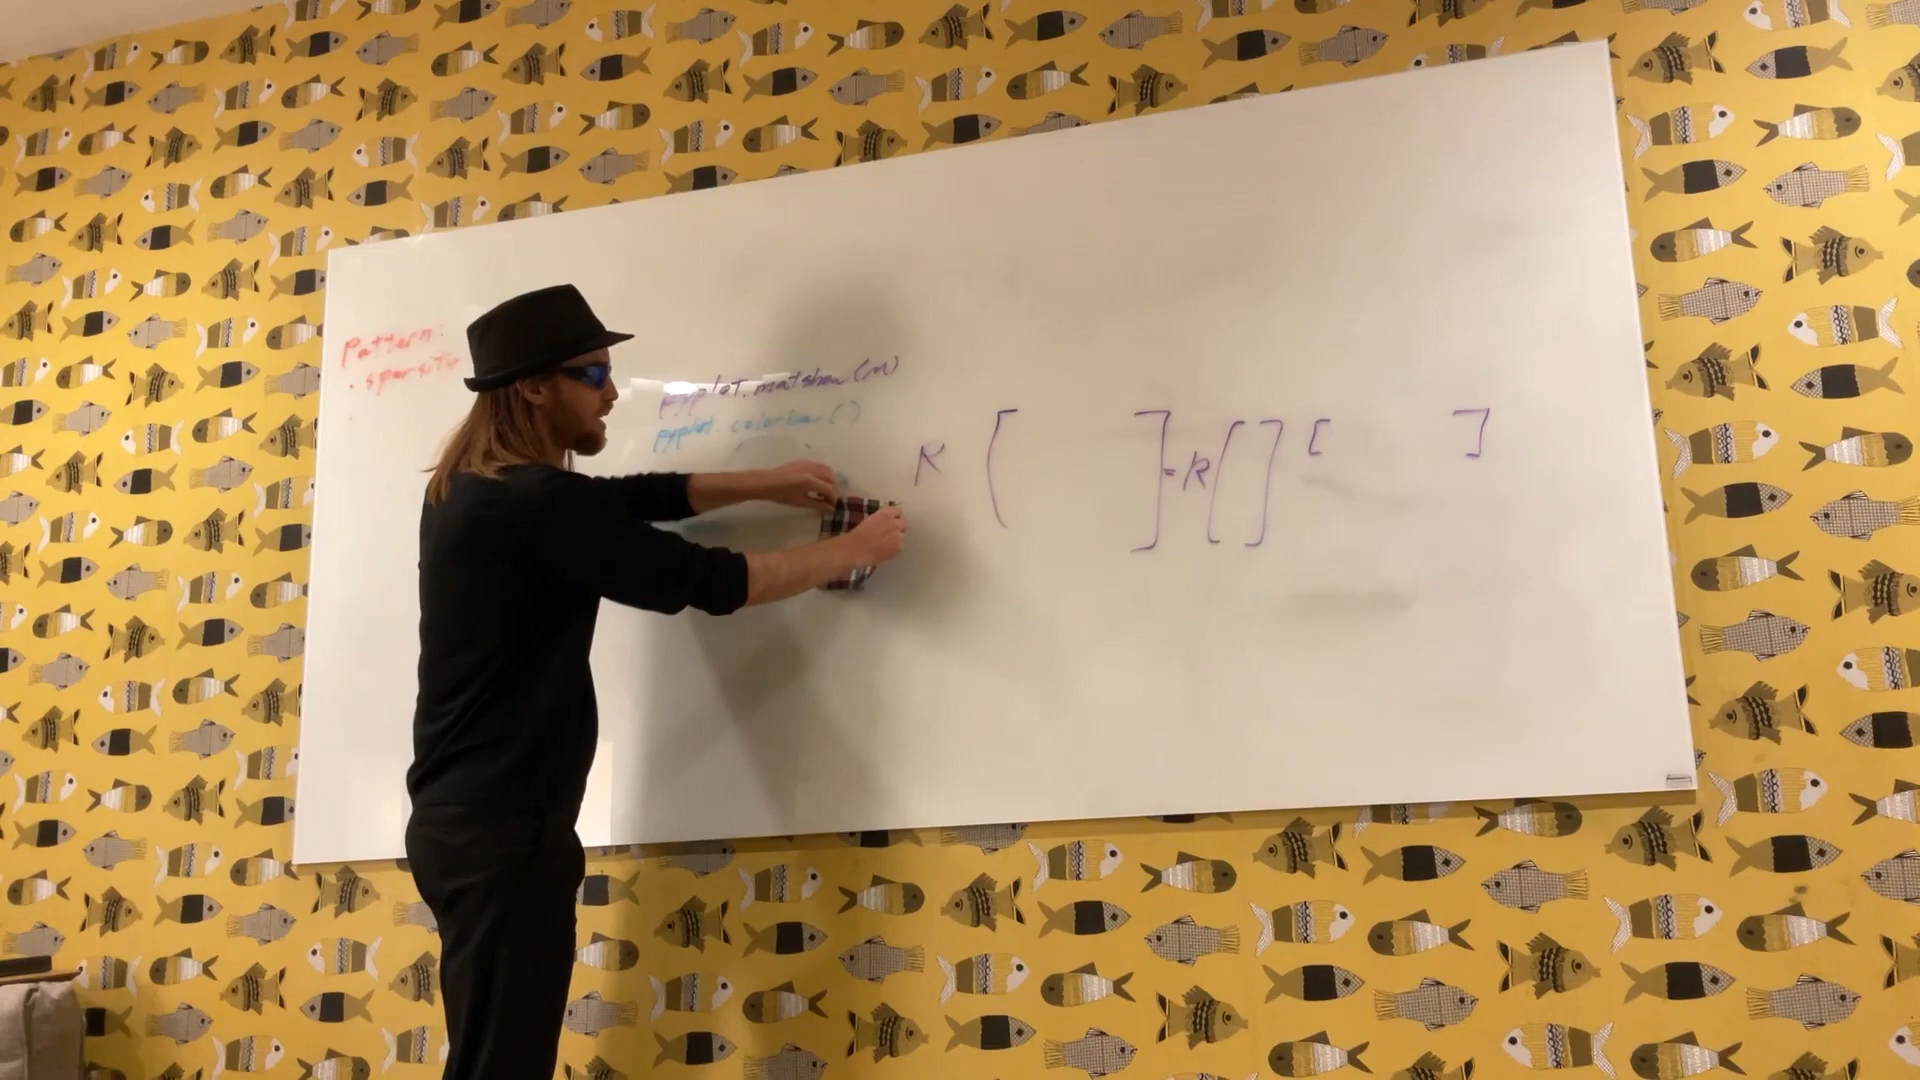 Pattern:
. sparsity
pyplot.matshow(m)
pyplot.colorbar()
K [ ] = K [ ] [ ]